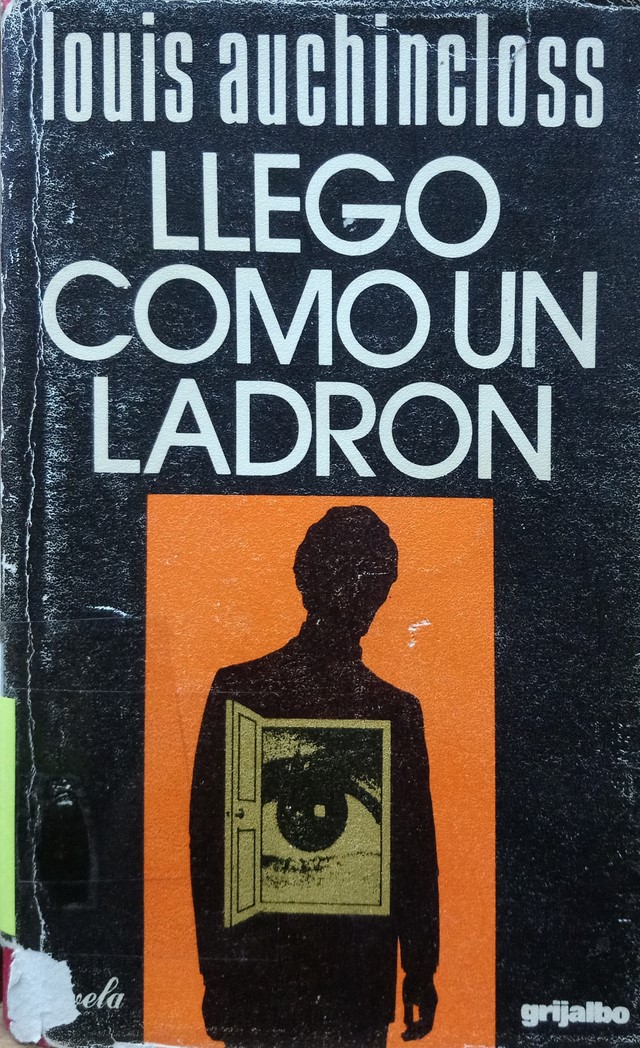 louis auchincloss
LLEGO
COMO UN
LADRON
grijalbo